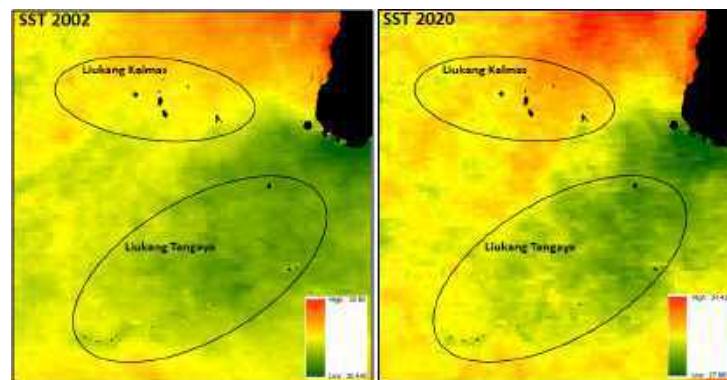 SST 2002
Liukang Kalmas
Liukang Tangaya
High
Low
SST 2020
Liukang Kalmas
Liukang Tangaya
High
Low